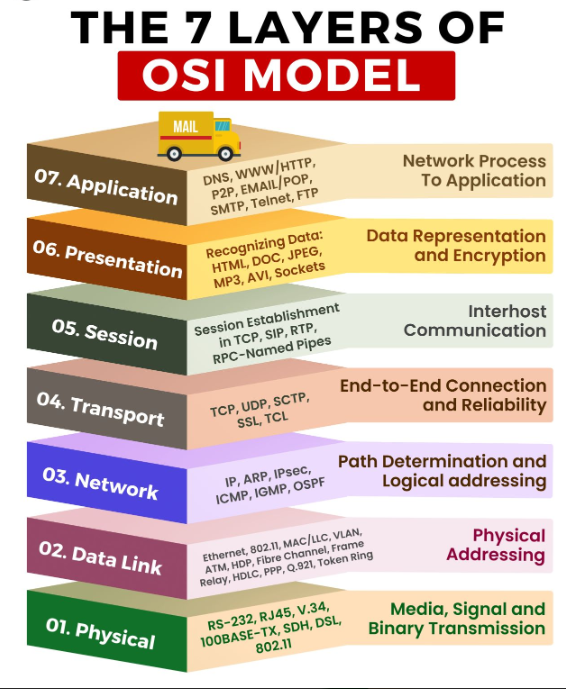 THE 7 LAYERS OF
OSI MODEL
MAIL
07. Application
DNS, WWW/HTTP,
P2P, EMAIL/POP,
SMTP, Telnet, FTP
Network Process
To Application
06. Presentation
Recognizing Data:
HTML, DOC, JPEG,
MP3, AVI, Sockets
Data Representation
and Encryption
05. Session
Session Establishment
in TCP, SIP, RTP,
RPC-Named Pipes
Interhost
Communication
04. Transport
TCP, UDP, SCTP,
SSL, TCL
End-to-End Connection
and Reliability
03. Network
IP, ARP, IPsec,
ICMP, IGMP, OSPF
Path Determination and
Logical addressing
02. Data Link
Ethernet, 802.11, MAC/LLC, VLAN,
ATM, HDP, Fibre Channel, Frame
Relay, HDLC, PPP, Q.921, Token Ring
Physical
Addressing
01. Physical
RS-232, RJ45, V.34,
100BASE-TX, SDH, DSL,
802.11
Media, Signal and
Binary Transmission